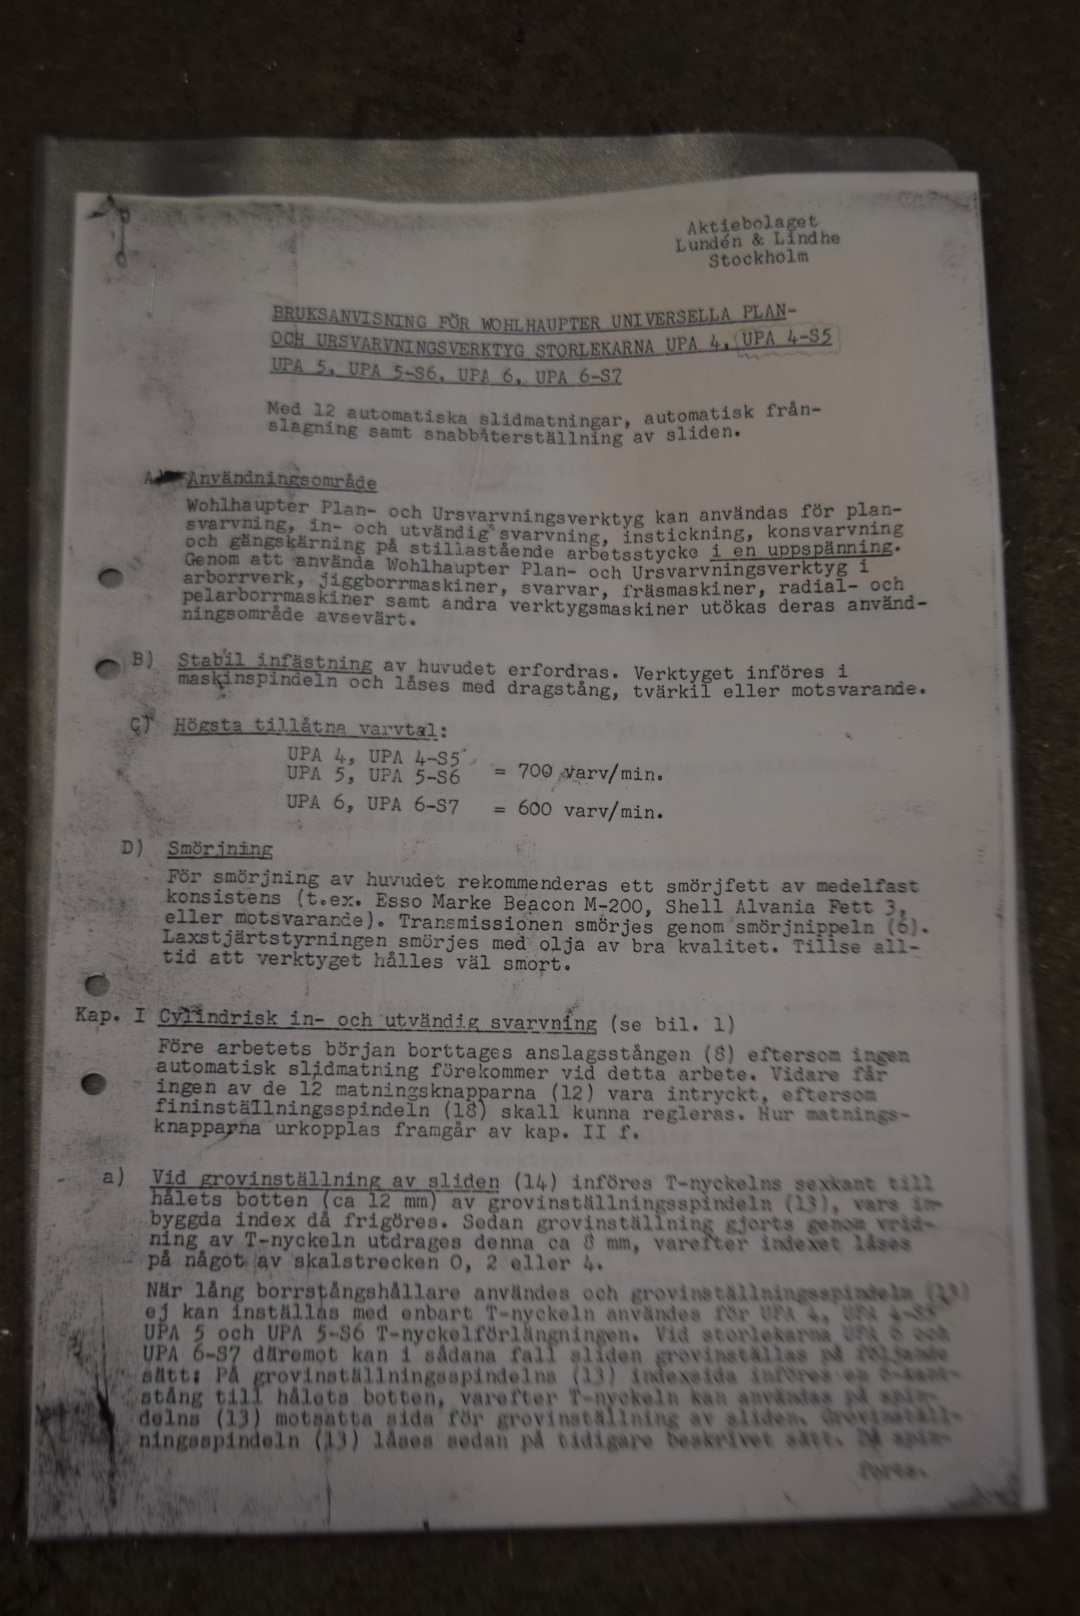 Aktiebolaget
Lundén & Lindhe
Stockholm
BRUKSANVISNING FÖR WOHLHAUPTER UNIVERSELLA PLAN-
OCH URSVARVNINGSVERKTYG STORLEKARNA UPA 4, UPA 4-S5
UPA 5, UPA 5-S6, UPA 6, UPA 6-S7
Med 12 automatiska slidmatningar, automatisk från-
slagning samt snabbåterställning av sliden.
A) Användningsområde
Wohlhaupter Plan- och Ursvarvningsverktyg kan användas för plan-
svarvning, in- och utvändig svarvning, instickning, konsvarvning
och gängskärning på stillastående arbetsstycke i en uppspänning.
Genom att använda Wohlhaupter Plan- och Ursvarvningsverktyg i
arborrverk, jiggborrmaskiner, svarvar, fräsmaskiner, radial- och
pelarborrmaskiner samt andra verktygsmaskiner utökas deras använd-
ningsområde avsevärt.
B) Stabil infästning av huvudet erfordras. Verktyget införes i
maskinspindeln och låses med dragstång, tvärkil eller motsvarande.
C) Högsta tillåtna varvtal:
UPA 4, UPA 4-S5
UPA 5, UPA 5-S6 = 700 varv/min.
UPA 6, UPA 6-S7 = 600 varv/min.
D) Smörjning
För smörjning av huvudet rekommenderas ett smörjfett av medelfast
konsistens (t.ex. Esso Marke Beacon M-200, Shell Alvania Fett 3,
eller motsvarande). Transmissionen smörjes genom smörjnippeln (6).
Laxstjärtstyrningen smörjes med olja av bra kvalitet. Tillse all-
tid att verktyget hålles väl smort.
Kap. I Cylindrisk in- och utvändig svarvning (se bil. 1)
Före arbetets början borttages anslagsstången (8) eftersom ingen
automatisk slidmatning förekommer vid detta arbete. Vidare får
ingen av de 12 matningsknapparna (12) vara intryckt, eftersom
fininställningsspindeln (18) skall kunna regleras. Hur matnings-
knapparna urkopplas framgår av kap. II f.
a) Vid grovinställning av sliden (14) införes T-nyckelns sexkant till
hålets botten (ca 12 mm) av grovinställningsspindeln (13), vars in-
byggda index då frigöres. Sedan grovinställning gjorts genom vrid-
ning av T-nyckeln utdrages denna ca 8 mm, varefter indexet låses
på något av skalstrecken 0, 2 eller 4.
När lång borrstångshållare användes och grovinställningsspindeln (13)
ej kan inställas med enbart T-nyckeln användes för UPA 4, UPA 4-S5
UPA 5 och UPA 5-S6 T-nyckelförlängningen. Vid storlekarna UPA 6 och
UPA 6-S7 däremot kan i sådana fall sliden grovinställas på följande
sätt: På grovinställningsspindelns (13) indexsida införes en 6-kant-
stång till hålets botten, varefter T-nyckeln kan användas på spin-
delns (13) motsatta sida för grovinställning av sliden. Grovinställ-
ningsspindeln (13) låses sedan på tidigare beskrivet sätt. På spin-
forts.